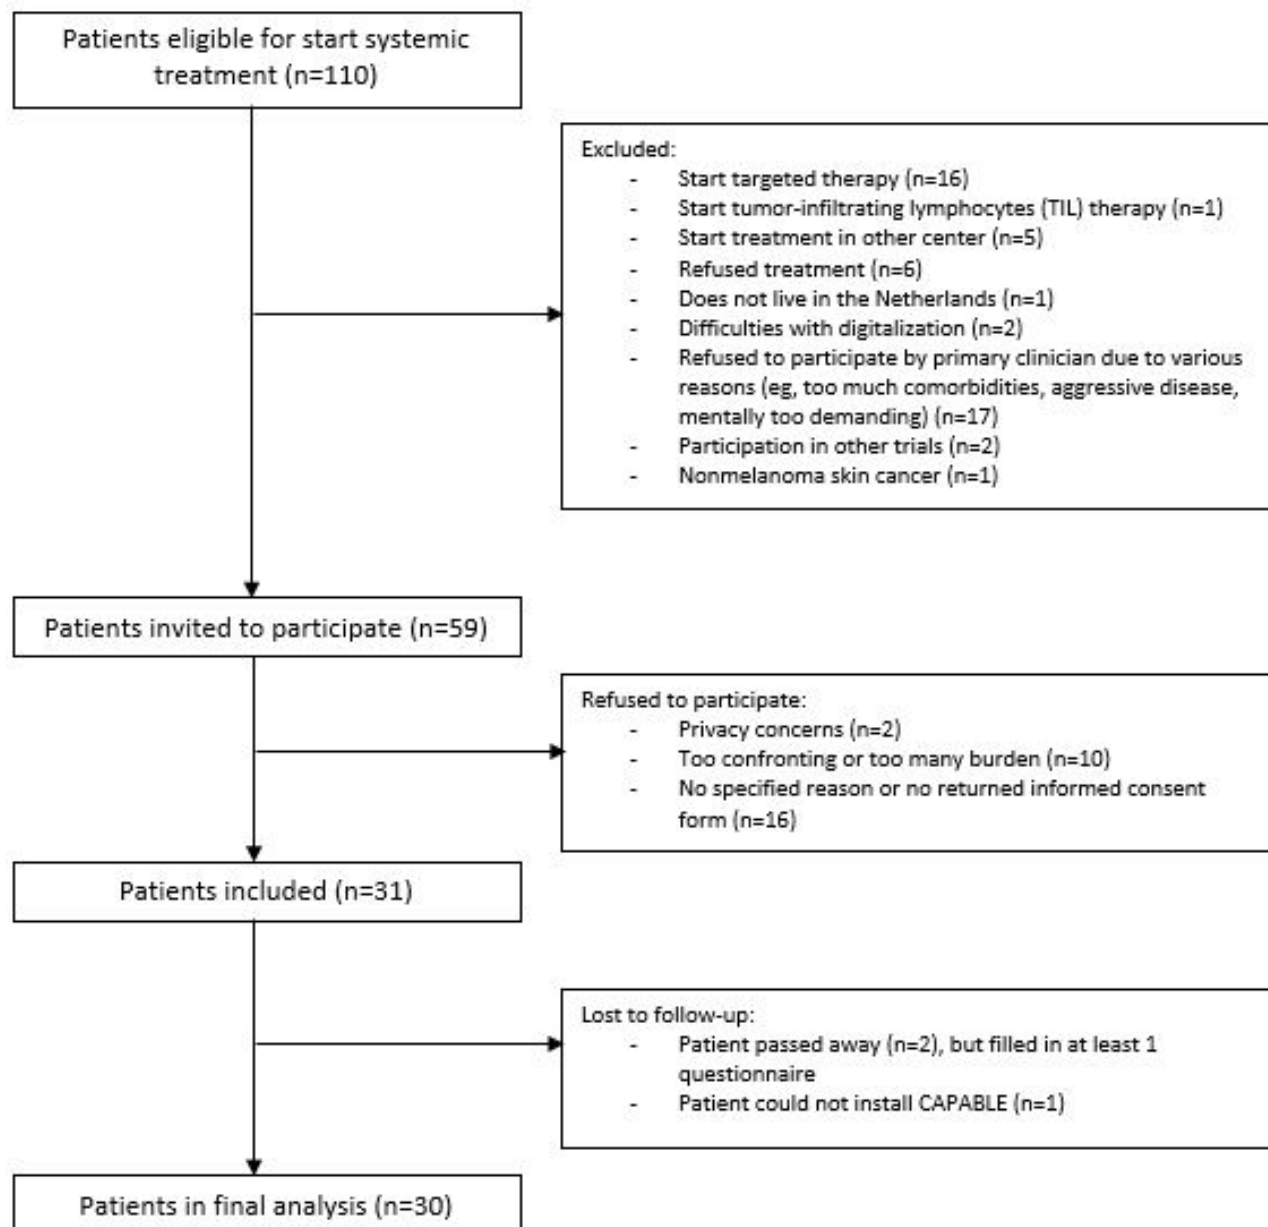 Patients eligible for start systemic
treatment (n=110)
Excluded:
- Start targeted therapy (n=16)
- Start tumor-infiltrating lymphocytes (TIL) therapy (n=1)
- Start treatment in other center (n=5)
- Refused treatment (n=6)
- Does not live in the Netherlands (n=1)
- Difficulties with digitalization (n=2)
- Refused to participate by primary clinician due to various
reasons (eg, too much comorbidities, aggressive disease,
mentally too demanding) (n=17)
- Participation in other trials (n=2)
- Nonmelanoma skin cancer (n=1)
Patients invited to participate (n=59)
Refused to participate:
- Privacy concerns (n=2)
- Too confronting or too many burden (n=10)
- No specified reason or no returned informed consent
form (n=16)
Patients included (n=31)
Lost to follow-up:
- Patient passed away (n=2), but filled in at least 1
questionnaire
- Patient could not install CAPABLE (n=1)
Patients in final analysis (n=30)